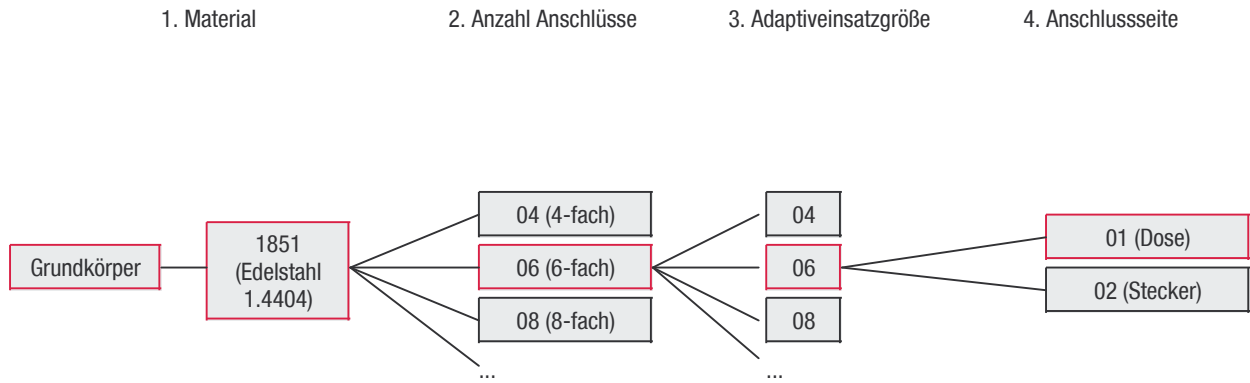 1. Material
2. Anzahl Anschlüsse
3. Adaptiveinsatzgröße
4. Anschlussseite
Grundkörper
1851
(Edelstahl
1.4404)
04 (4-fach)
06 (6-fach)
08 (8-fach)
...
04
06
08
...
01 (Dose)
02 (Stecker)